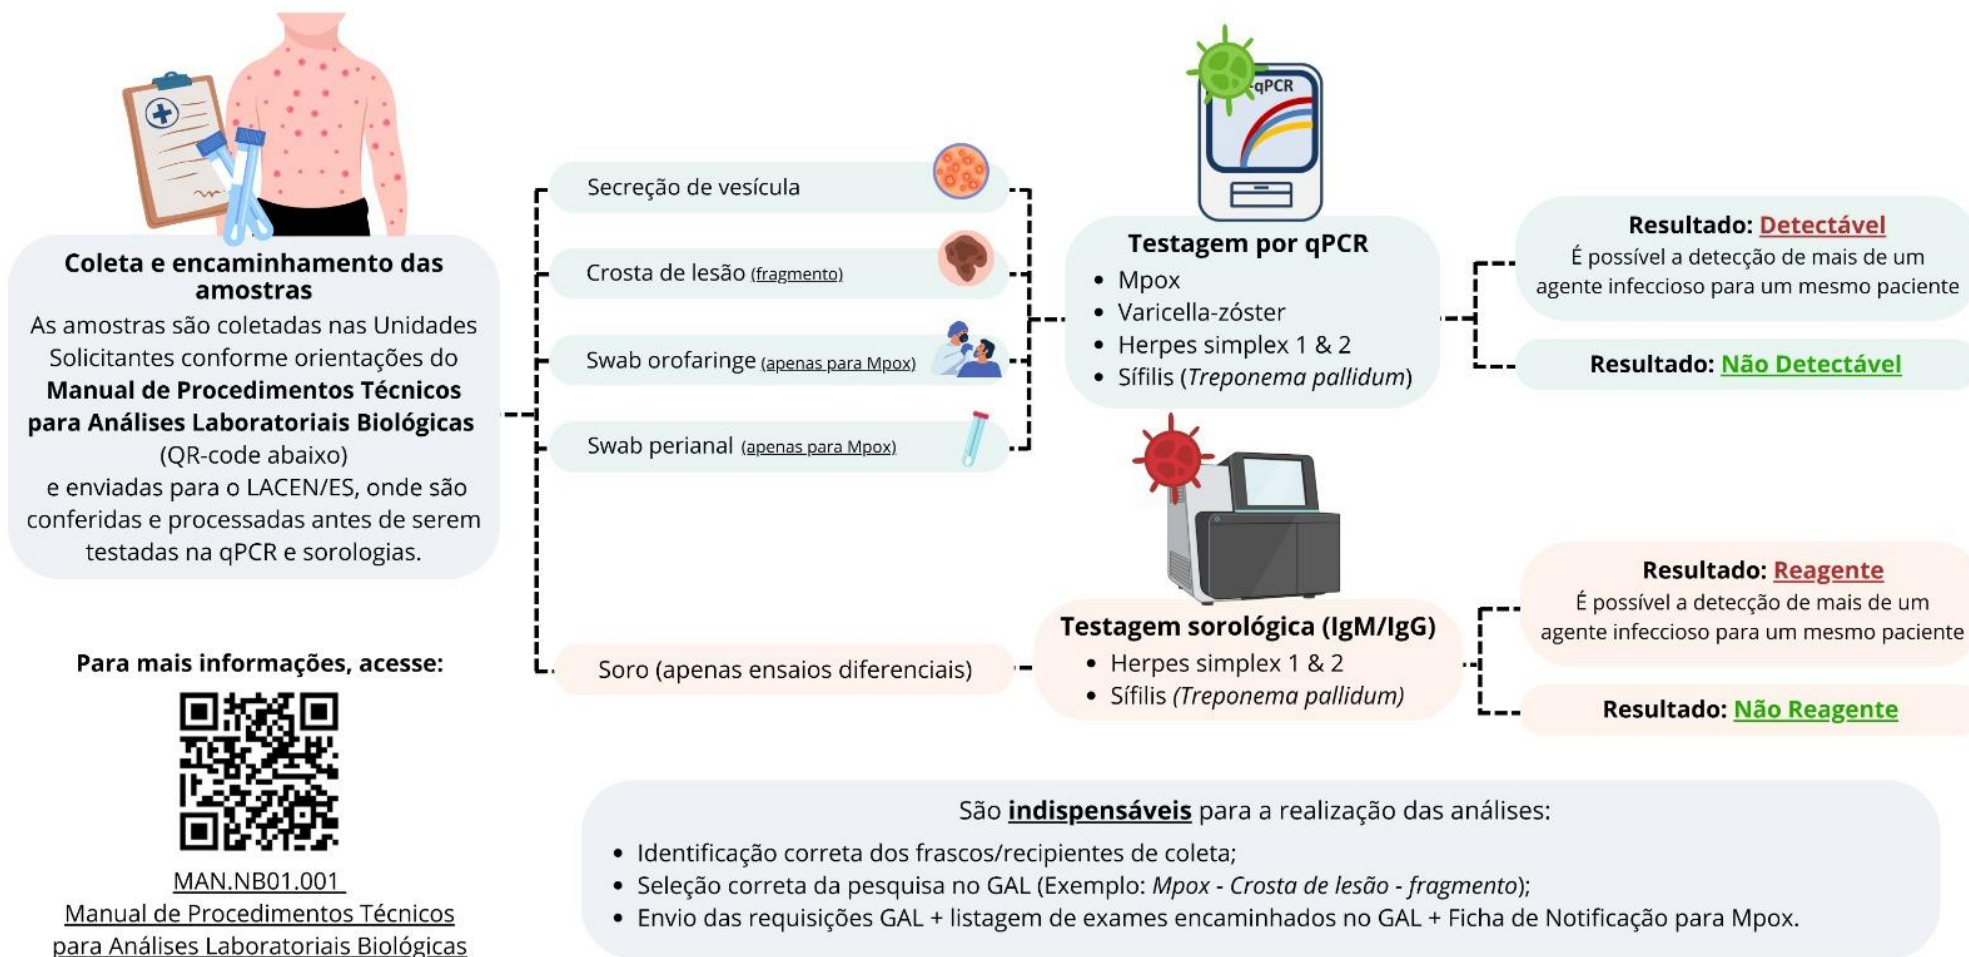 Coleta e encaminhamento das
amostras
As amostras são coletadas nas Unidades
Solicitantes conforme orientações do
Manual de Procedimentos Técnicos
para Análises Laboratoriais Biológicas
(QR-code abaixo)
e enviadas para o LACEN/ES, onde são
conferidas e processadas antes de serem
testadas na qPCR e sorologias.
Para mais informações, acesse:
MAN.NB01.001
Manual de Procedimentos Técnicos
para Análises Laboratoriais Biológicas
Secreção de vesícula
Crosta de lesão (fragmento)
Swab orofaringe (apenas para Mpox)
Swab perianal (apenas para Mpox)
Soro (apenas ensaios diferenciais)
-qPCR
Testagem por qPCR
• Mpox
• Varicella-zóster
• Herpes simplex 1 & 2
• Sífilis (Treponema pallidum)
Testagem sorológica (IgM/IgG)
• Herpes simplex 1 & 2
• Sífilis (Treponema pallidum)
Resultado: Detectável
É possível a detecção de mais de um
agente infeccioso para um mesmo paciente
Resultado: Não Detectável
Resultado: Reagente
É possível a detecção de mais de um
agente infeccioso para um mesmo paciente
Resultado: Não Reagente
São indispensáveis para a realização das análises:
• Identificação correta dos frascos/recipientes de coleta;
• Seleção correta da pesquisa no GAL (Exemplo: Mpox - Crosta de lesão - fragmento);
• Envio das requisições GAL + listagem de exames encaminhados no GAL + Ficha de Notificação para Mpox.